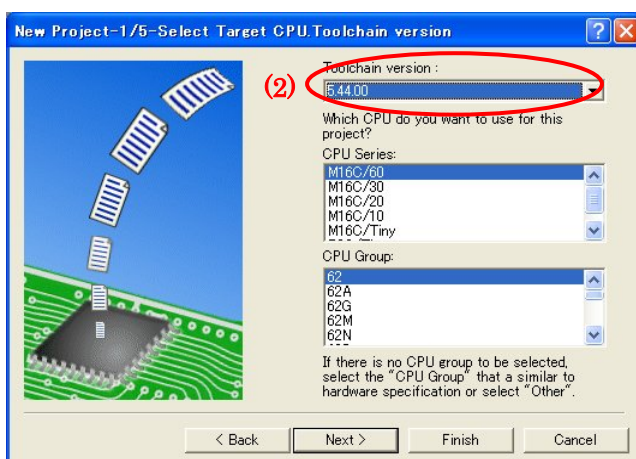 New Project-1/5-Select Target CPU.Toolchain version
Toolchain version :
(2)
5.44.00
Which CPU do you want to use for this
project?
CPU Series:
M16C/60
M16C/30
M16C/20
M16C/10
M16C/Tiny
CPU Group:
62
62A
62G
62M
62N
If there is no CPU group to be selected,
select the "CPU Group" that a similar to
hardware specification or select "Other".
< Back
Next >
Finish
Cancel